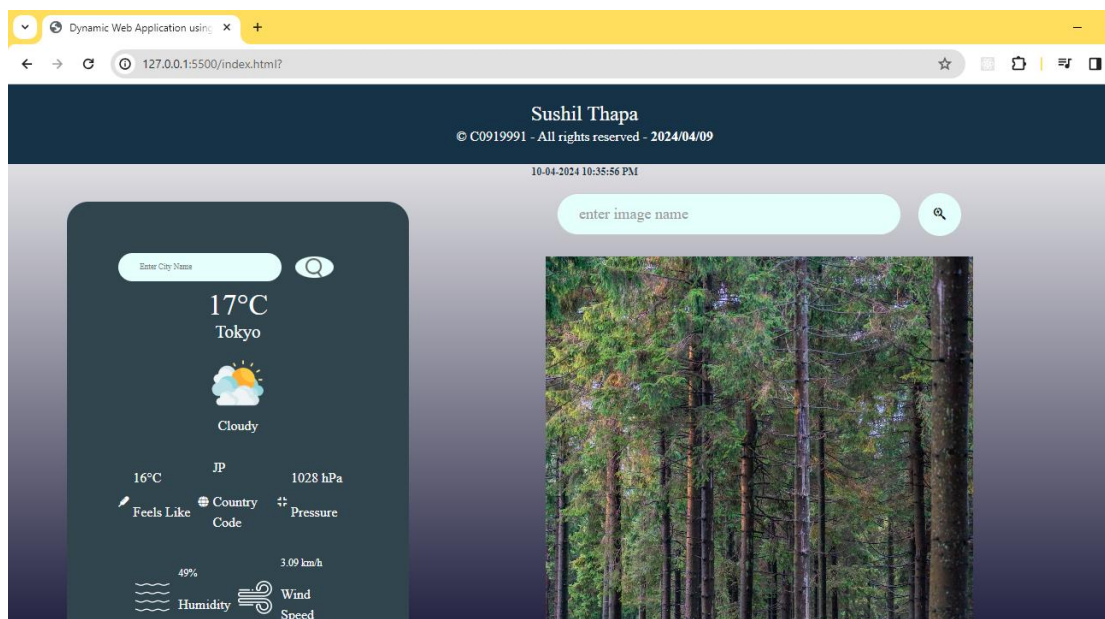 Dynamic Web Application using
127.0.0.1:5500/index.html?
Sushil Thapa
© C0919991 - All rights reserved - 2024/04/09
10-04-2024 10:35:56 PM
enter image name
Enter City Name
17°C
Tokyo
Cloudy
16°C
Feels Like
JP
Country
Code
1028 hPa
Pressure
49%
Humidity
3.09 km/h
Wind
Speed